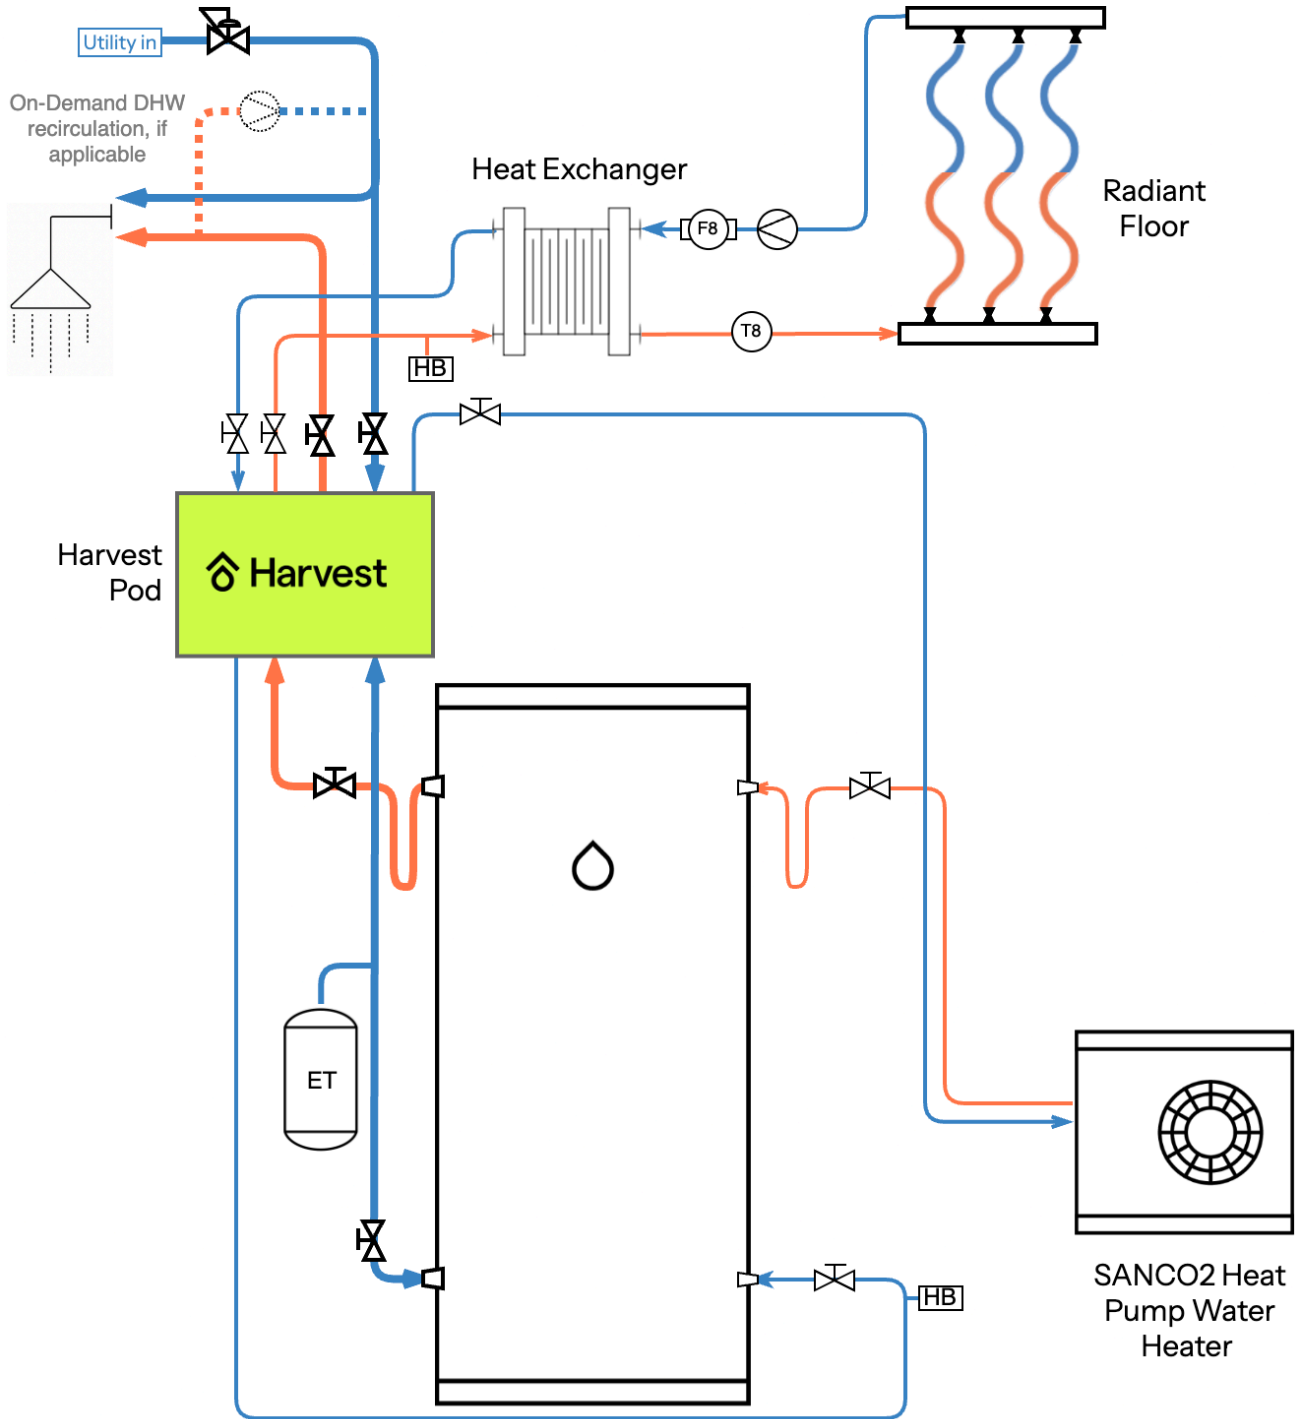 Utility in
On-Demand DHW
recirculation, if
applicable
Heat Exchanger
F8
Radiant
Floor
T8
HB
Harvest
Pod
Harvest
ET
HB
SANCO2 Heat
Pump Water
Heater